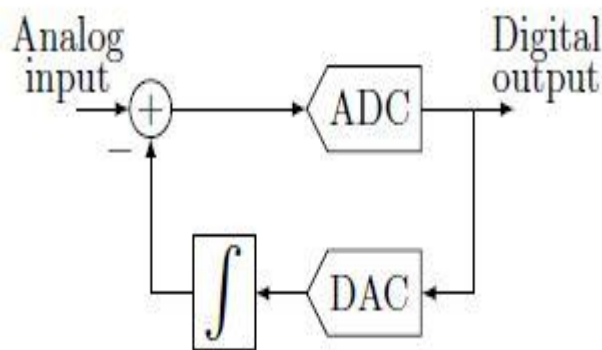 Analog
input
Digital
output
+
ADC
−
∫
DAC